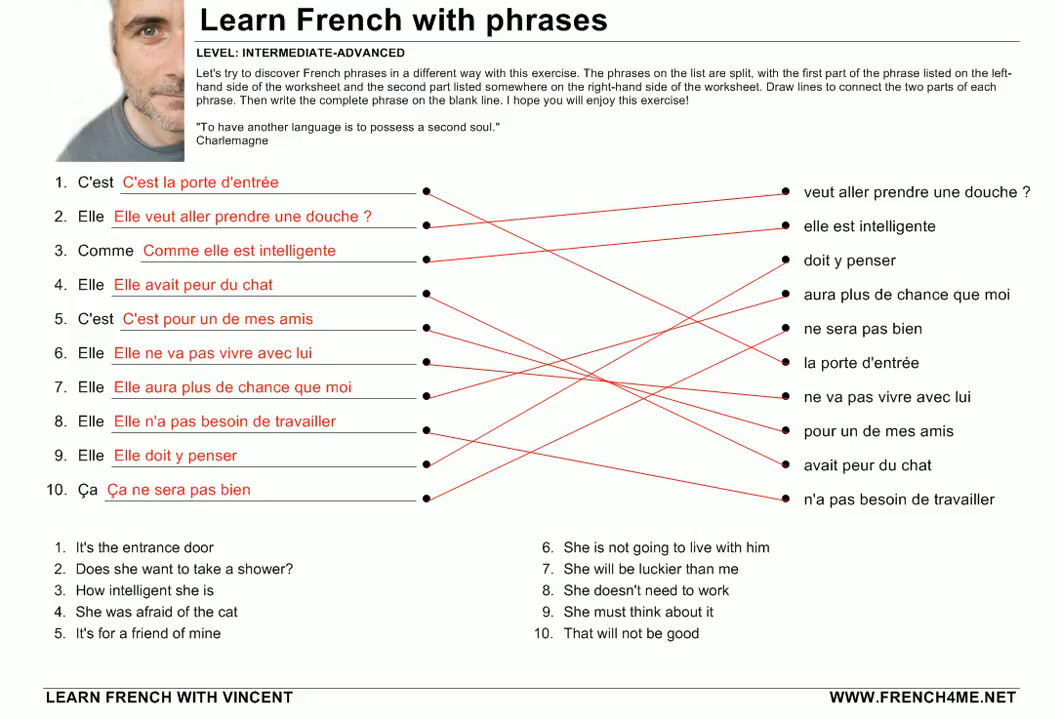 Learn French with phrases
LEVEL: INTERMEDIATE-ADVANCED
Let's try to discover French phrases in a different way with this exercise. The phrases on the list are split, with the first part of the phrase listed on the left-
hand side of the worksheet and the second part listed somewhere on the right-hand side of the worksheet. Draw lines to connect the two parts of each
phrase. Then write the complete phrase on the blank line. I hope you will enjoy this exercise!
"To have another language is to possess a second soul."
Charlemagne
1. C'est C'est la porte d'entrée
2. Elle Elle veut aller prendre une douche ?
3. Comme Comme elle est intelligente
4. Elle Elle avait peur du chat
5. C'est C'est pour un de mes amis
6. Elle Elle ne va pas vivre avec lui
7. Elle Elle aura plus de chance que moi
8. Elle Elle n'a pas besoin de travailler
9. Elle Elle doit y penser
10. Ça Ça ne sera pas bien
veut aller prendre une douche ?
elle est intelligente
doit y penser
aura plus de chance que moi
ne sera pas bien
la porte d'entrée
ne va pas vivre avec lui
pour un de mes amis
avait peur du chat
n'a pas besoin de travailler
1. It's the entrance door
2. Does she want to take a shower?
3. How intelligent she is
4. She was afraid of the cat
5. It's for a friend of mine
6. She is not going to live with him
7. She will be luckier than me
8. She doesn't need to work
9. She must think about it
10. That will not be good
LEARN FRENCH WITH VINCENT
WWW.FRENCH4ME.NET